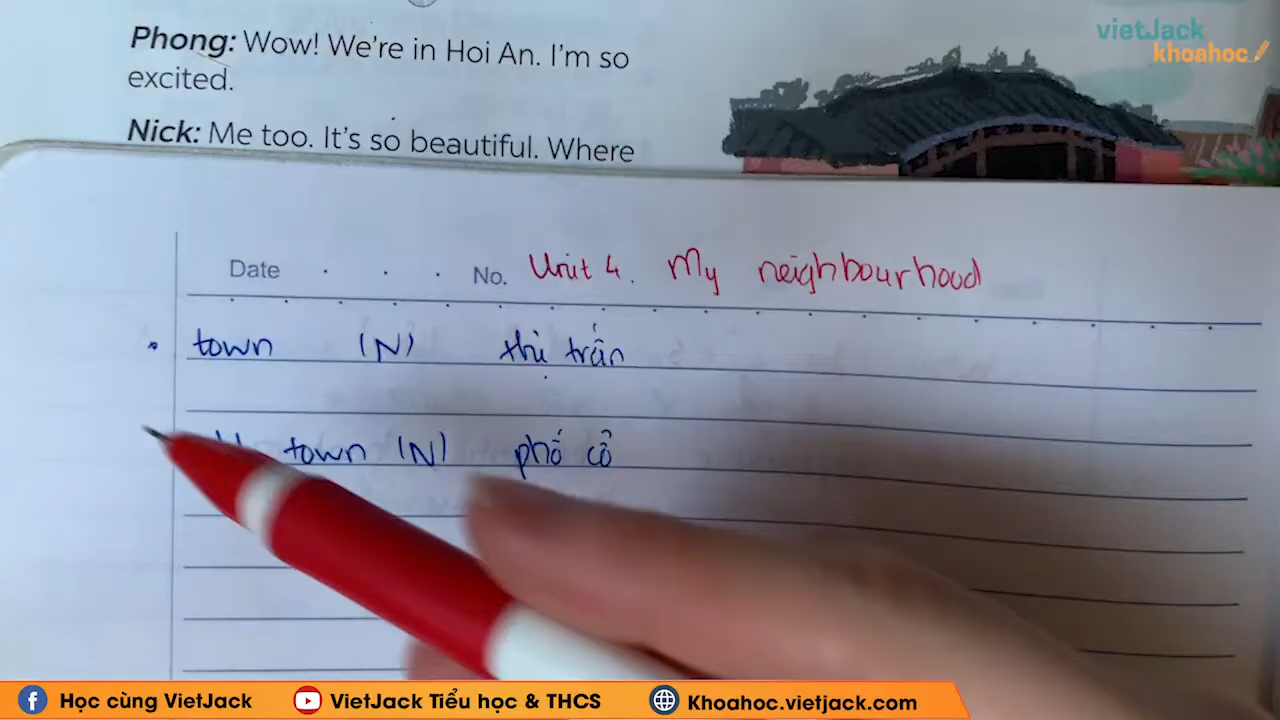 Phong: Wow! We're in Hoi An. I'm so
excited.
Nick: Me too. It's so beautiful. Where
vietJack
khoahoc
Date . . . No. Unit 4. My neighbourhood
town (N) thị trấn
town (N) phố cổ
Học cùng VietJack
VietJack Tiểu học & THCS
Khoahoc.vietjack.com